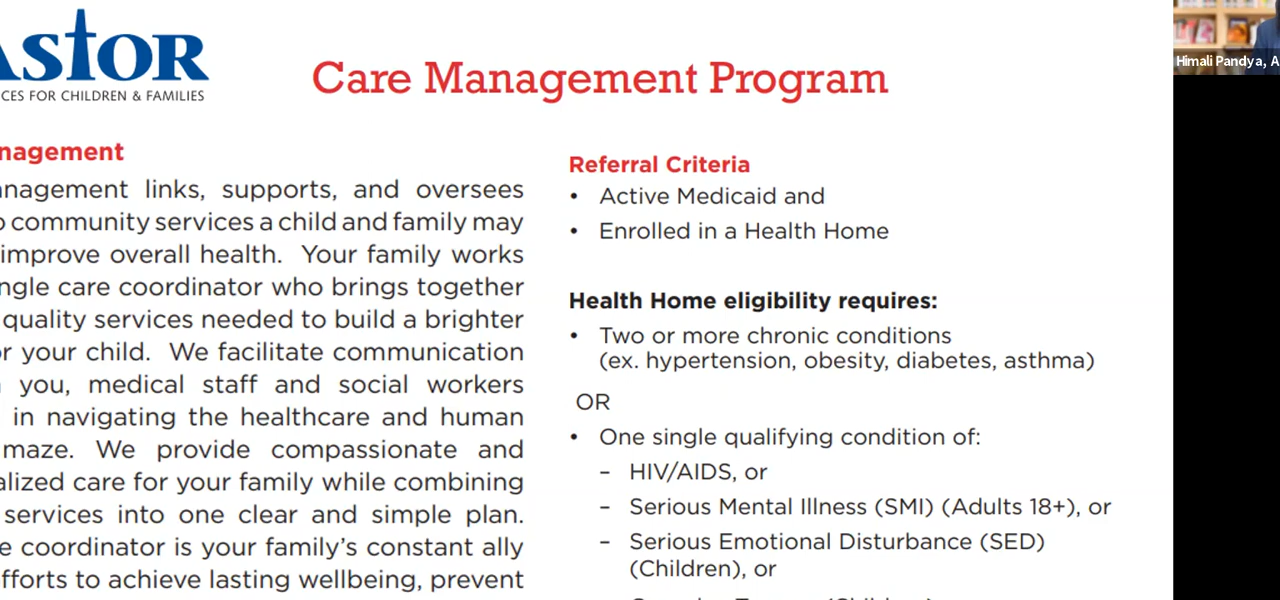 ASTOR
CES FOR CHILDREN & FAMILIES
Care Management Program
nagement
nagement links, supports, and oversees
community services a child and family may
improve overall health. Your family works
ngle care coordinator who brings together
quality services needed to build a brighter
r your child. We facilitate communication
you, medical staff and social workers
in navigating the healthcare and human
maze. We provide compassionate and
alized care for your family while combining
services into one clear and simple plan.
e coordinator is your family's constant ally
fforts to achieve lasting wellbeing, prevent
Referral Criteria
• Active Medicaid and
• Enrolled in a Health Home
Health Home eligibility requires:
• Two or more chronic conditions
(ex. hypertension, obesity, diabetes, asthma)
OR
• One single qualifying condition of:
– HIV/AIDS, or
– Serious Mental Illness (SMI) (Adults 18+), or
– Serious Emotional Disturbance (SED)
(Children), or
Himali Pandya, A